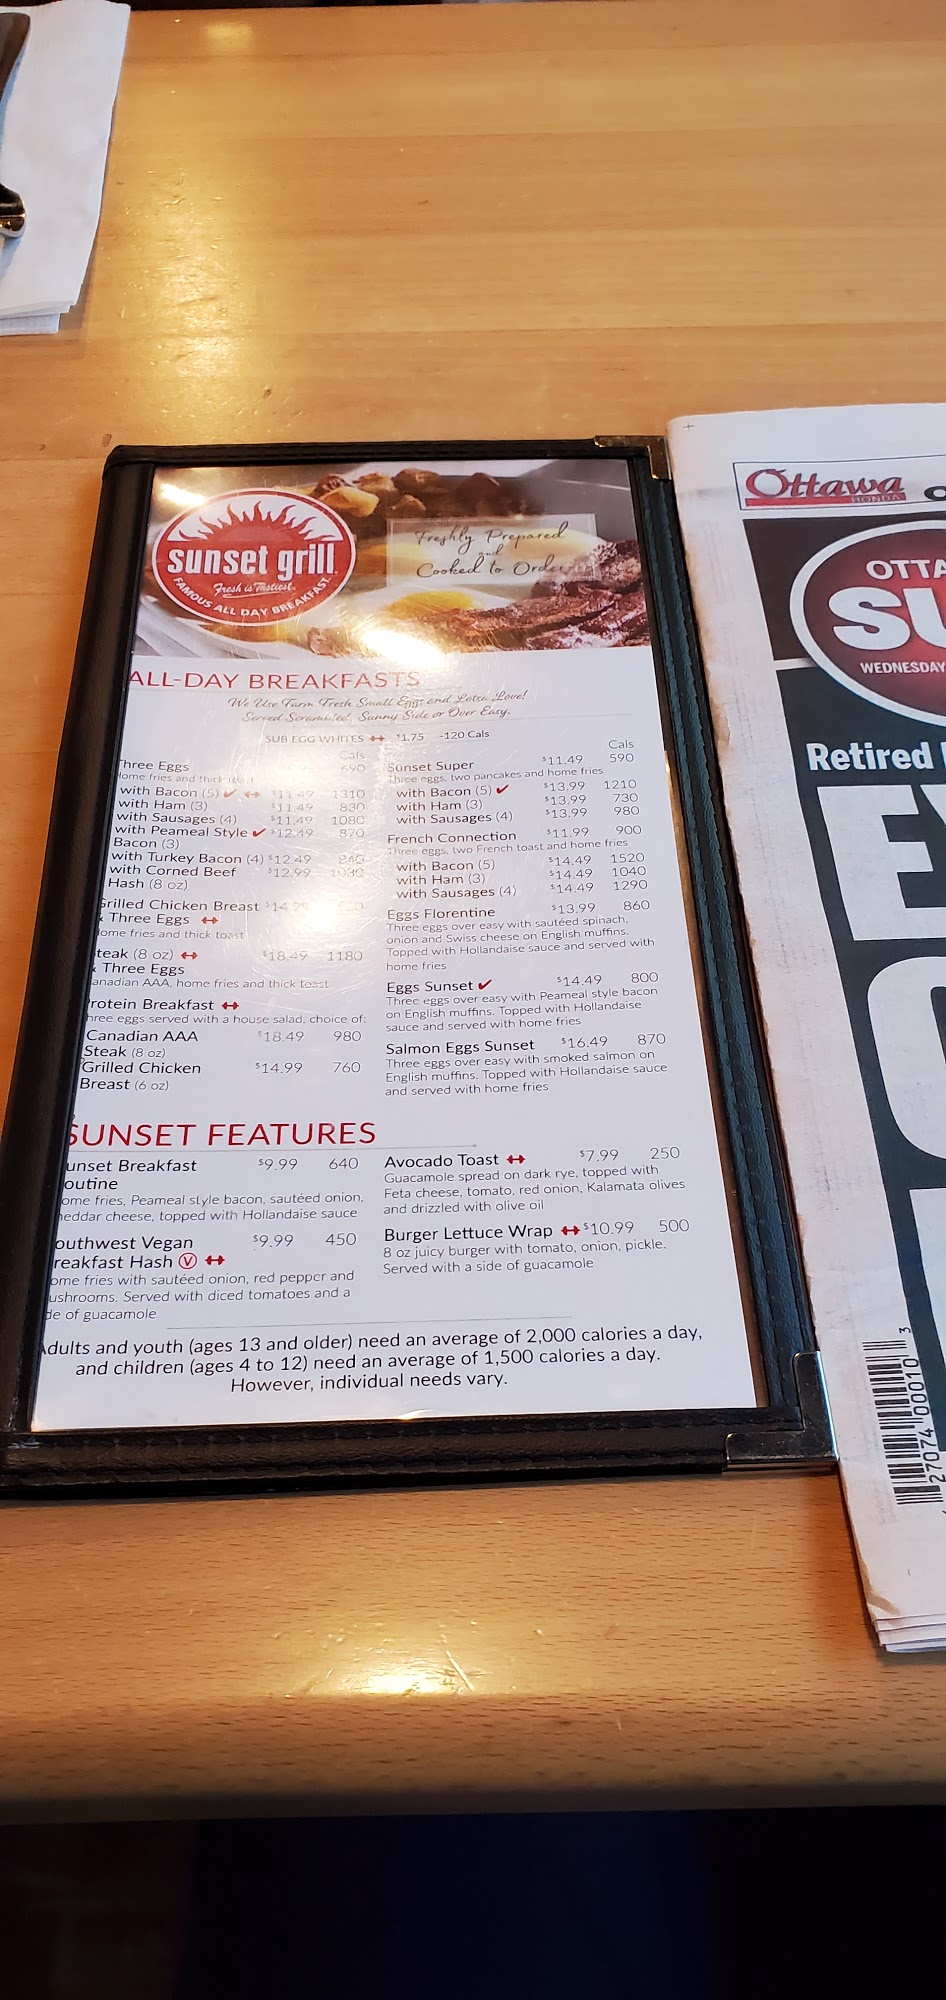 sunset grill
Fresh is Tastiest.
FAMOUS ALL DAY BREAKFAST.
Freshly Prepared
and
Cooked to Order
ALL-DAY BREAKFASTS
We Use Farm Fresh Small Eggs and Lotsa Love!
Served Scrambled, Sunny Side or Over Easy.
SUB EGG WHITES $1.75 -120 Cals
Cals
Three Eggs 690
Home fries and thick toast
with Bacon (5) ✔ $11.49 1310
with Ham (3) $11.49 830
with Sausages (4) $11.49 1080
with Peameal Style ✔ $12.49 870
Bacon (3)
with Turkey Bacon (4) $12.49
with Corned Beef $12.99
Hash (8 oz)
Grilled Chicken Breast
& Three Eggs
Home fries and thick toast
teak (8 oz) $18.49 1180
& Three Eggs
anadian AAA, home fries and thick toast
rotein Breakfast
hree eggs served with a house salad, choice of:
Canadian AAA $18.49 980
Steak (8 oz)
Grilled Chicken $14.99 760
Breast (6 oz)
Cals
Sunset Super $11.49 590
Three eggs, two pancakes and home fries
with Bacon (5) ✔ $13.99 1210
with Ham (3) $13.99 730
with Sausages (4) $13.99 980
French Connection $11.99 900
Three eggs, two French toast and home fries
with Bacon (5) $14.49 1520
with Ham (3) $14.49 1040
with Sausages (4) $14.49 1290
Eggs Florentine $13.99 860
Three eggs over easy with sautéed spinach,
onion and Swiss cheese on English muffins.
Topped with Hollandaise sauce and served with
home fries
Eggs Sunset ✔ $14.49 800
Three eggs over easy with Peameal style bacon
on English muffins. Topped with Hollandaise
sauce and served with home fries
Salmon Eggs Sunset $16.49 870
Three eggs over easy with smoked salmon on
English muffins. Topped with Hollandaise sauce
and served with home fries
SUNSET FEATURES
unset Breakfast $9.99 640
outine
ome fries, Peameal style bacon, sautéed onion,
heddar cheese, topped with Hollandaise sauce
outhwest Vegan $9.99 450
reakfast Hash V
ome fries with sautéed onion, red pepper and
ushrooms. Served with diced tomatoes and a
de of guacamole
Avocado Toast $7.99 250
Guacamole spread on dark rye, topped with
Feta cheese, tomato, red onion, Kalamata olives
and drizzled with olive oil
Burger Lettuce Wrap $10.99 500
8 oz juicy burger with tomato, onion, pickle.
Served with a side of guacamole
Adults and youth (ages 13 and older) need an average of 2,000 calories a day,
and children (ages 4 to 12) need an average of 1,500 calories a day.
However, individual needs vary.
Ottawa
HONDA
OTTA
SU
WEDNESDAY
Retired
27074 00010 3